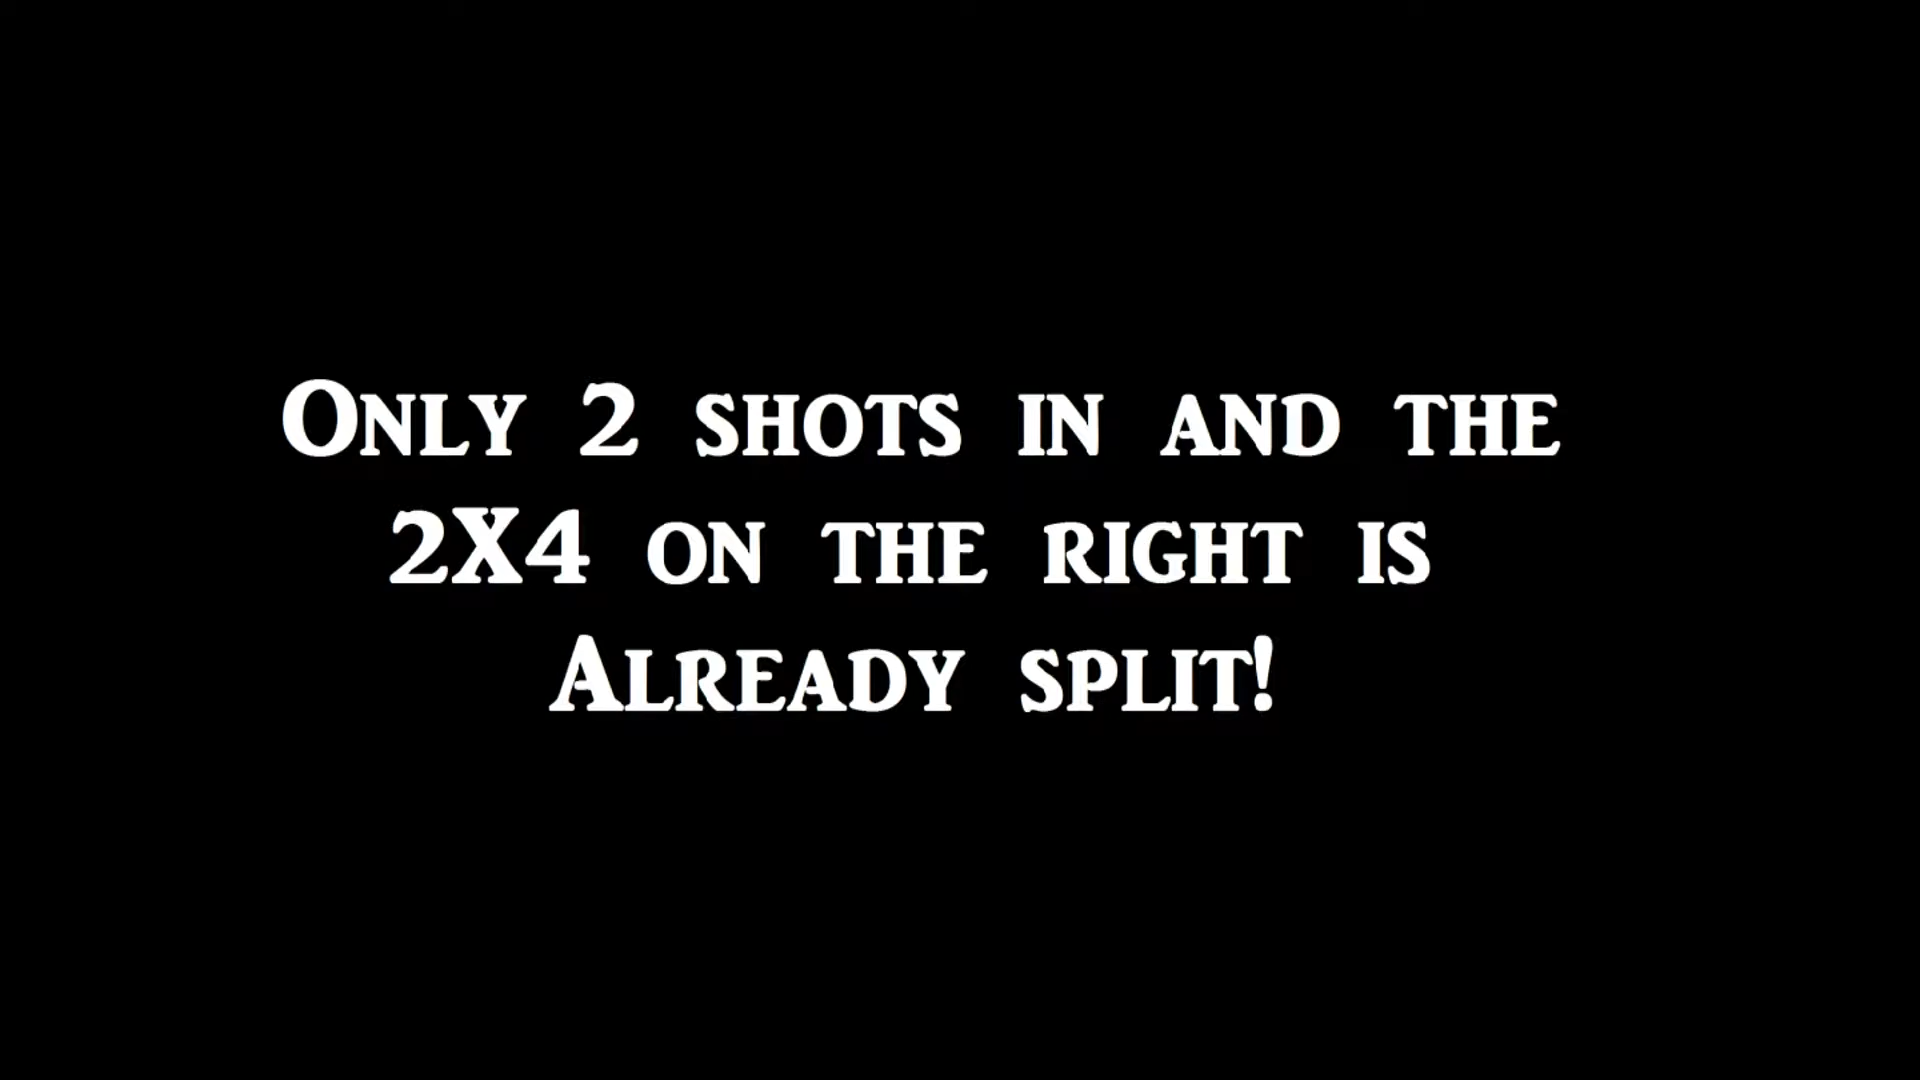 Only 2 shots in and the
2x4 on the right is
Already split!